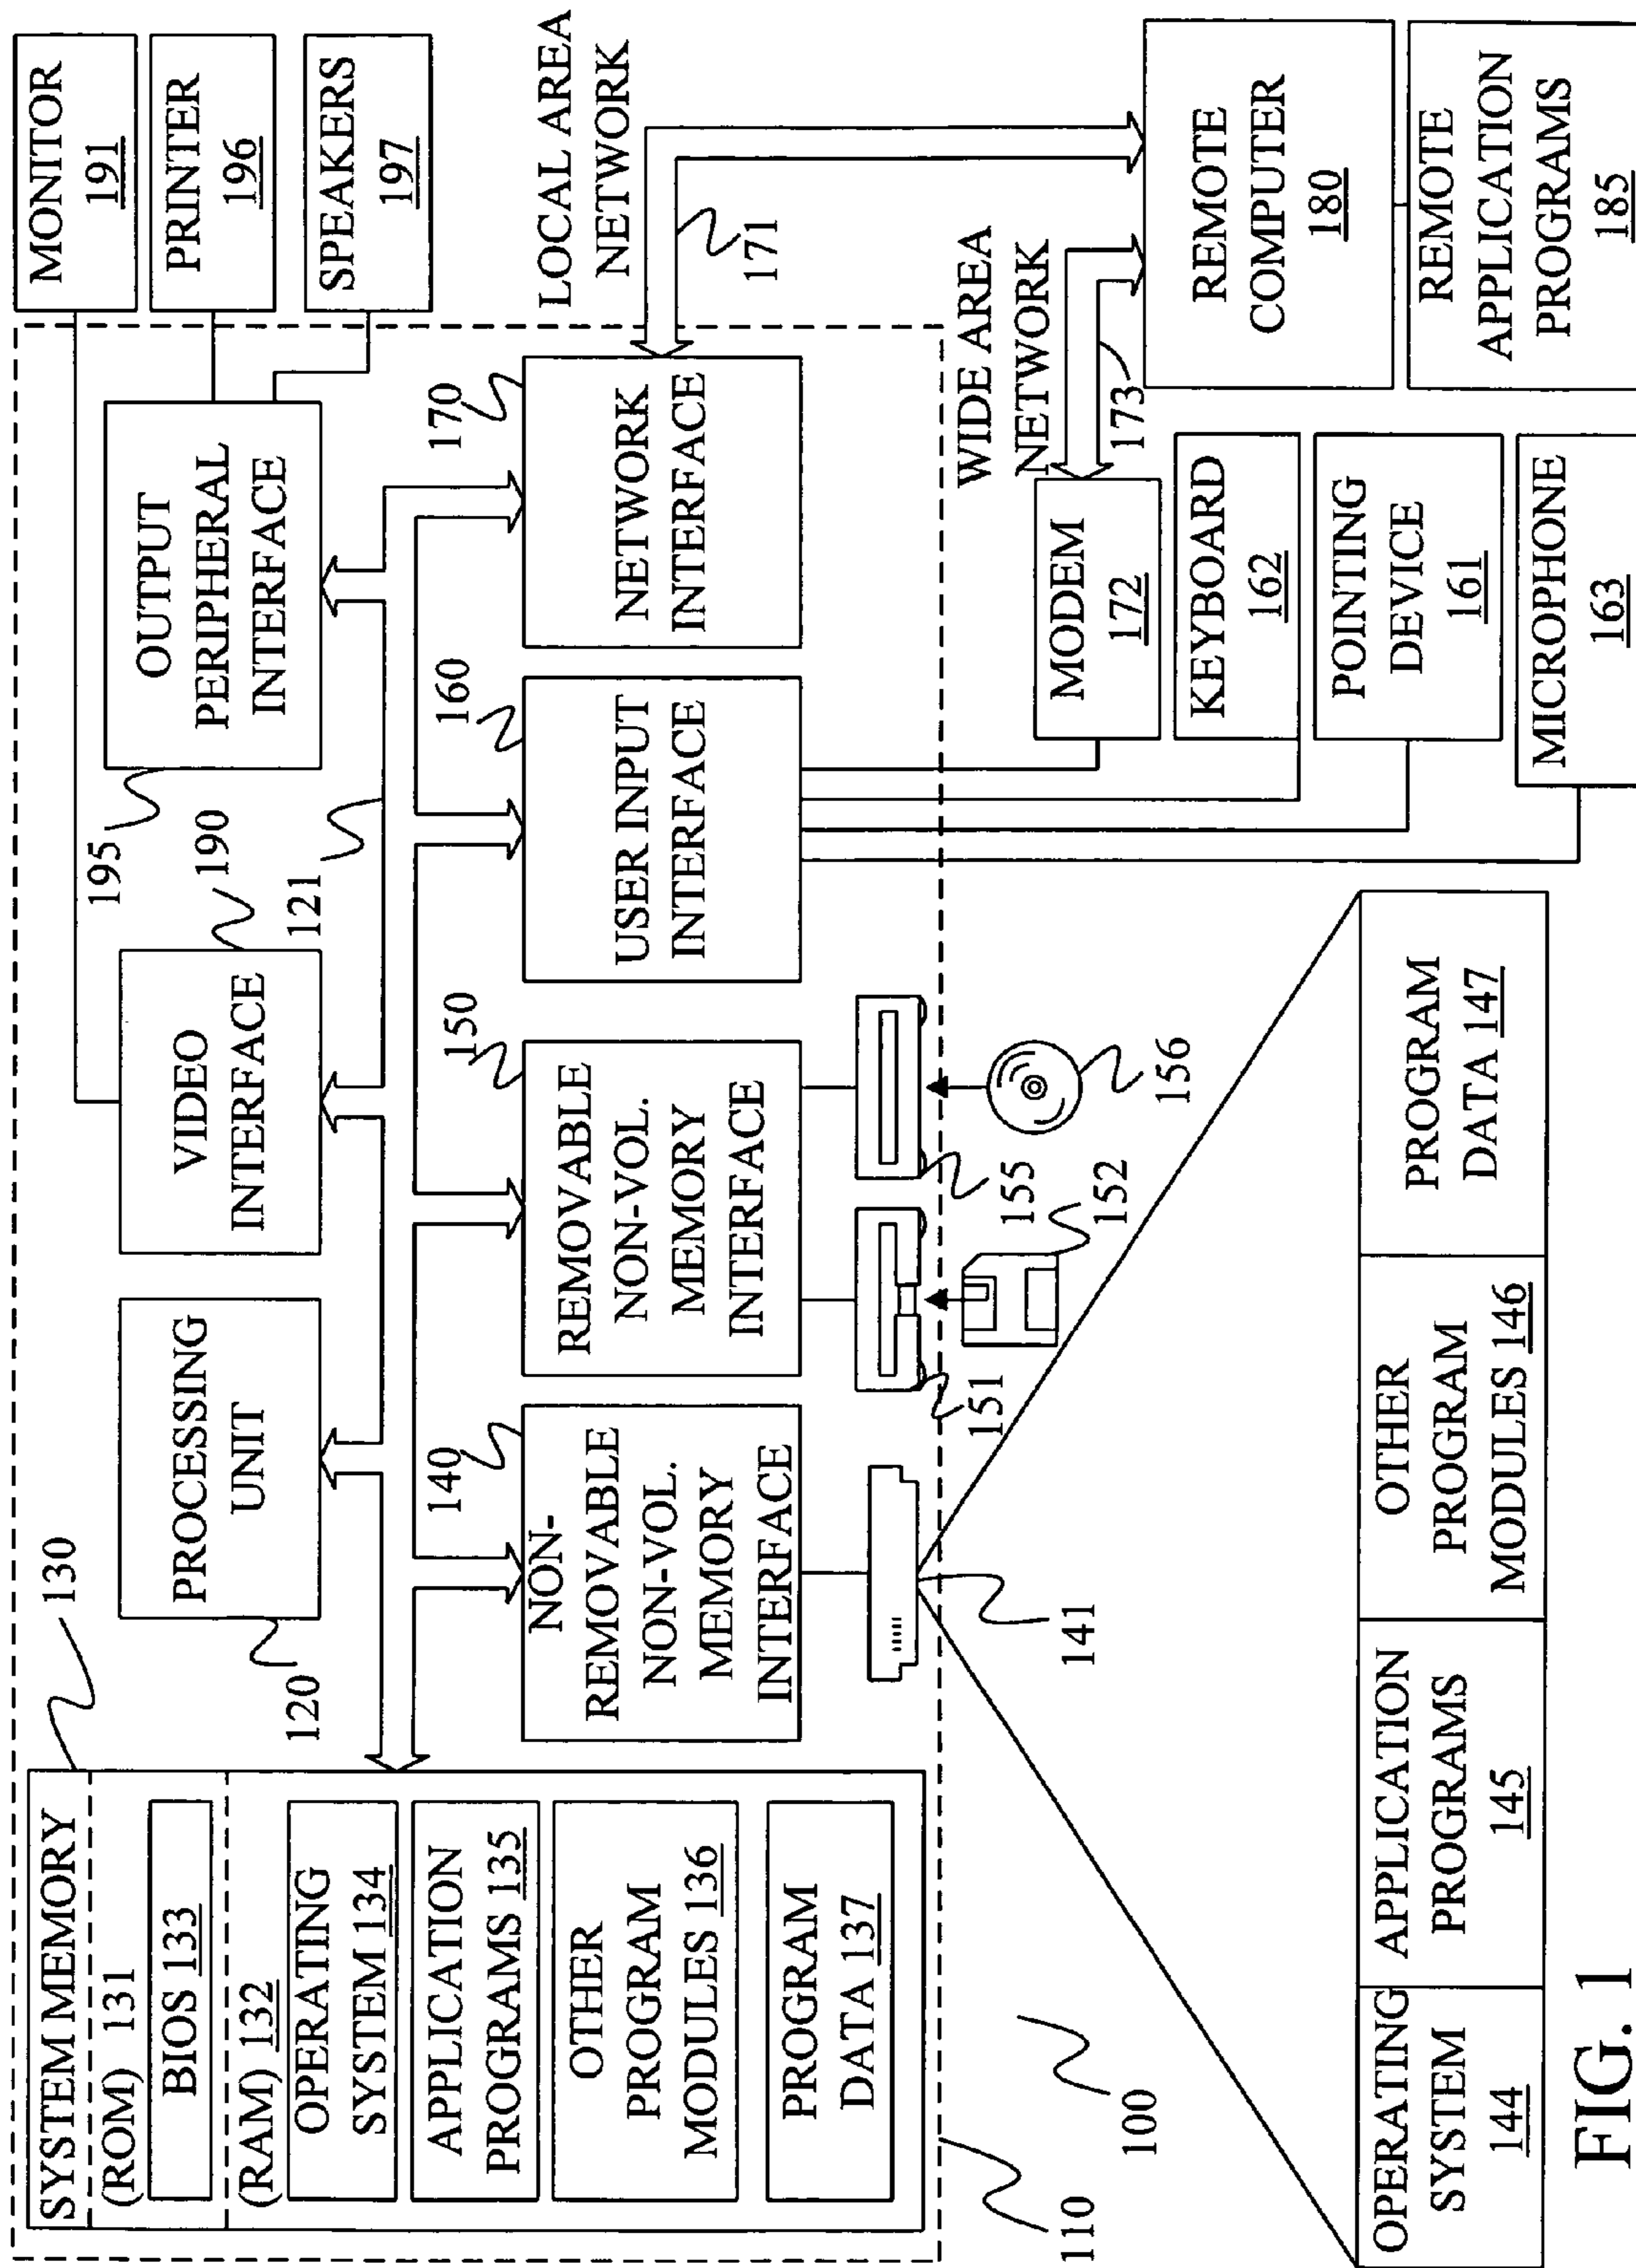 SYSTEM MEMORY
(ROM) 131
BIOS 133
(RAM) 132
OPERATING
SYSTEM 134
APPLICATION
PROGRAMS 135
OTHER
PROGRAM
MODULES 136
PROGRAM
DATA 137
130
PROCESSING
UNIT
120
VIDEO
INTERFACE
190
121
OUTPUT
PERIPHERAL
INTERFACE
195
MONITOR
191
PRINTER
196
SPEAKERS
197
NON-
REMOVABLE
NON-VOL.
MEMORY
INTERFACE
140
REMOVABLE
NON-VOL.
MEMORY
INTERFACE
150
USER INPUT
INTERFACE
160
NETWORK
INTERFACE
170
LOCAL AREA
NETWORK
171
141
151
152
155
156
WIDE AREA
NETWORK
173
MODEM
172
KEYBOARD
162
POINTING
DEVICE
161
MICROPHONE
163
REMOTE
COMPUTER
180
REMOTE
APPLICATION
PROGRAMS
185
110
100
OPERATING
SYSTEM
144
APPLICATION
PROGRAMS
145
OTHER
PROGRAM
MODULES 146
PROGRAM
DATA 147
FIG. 1